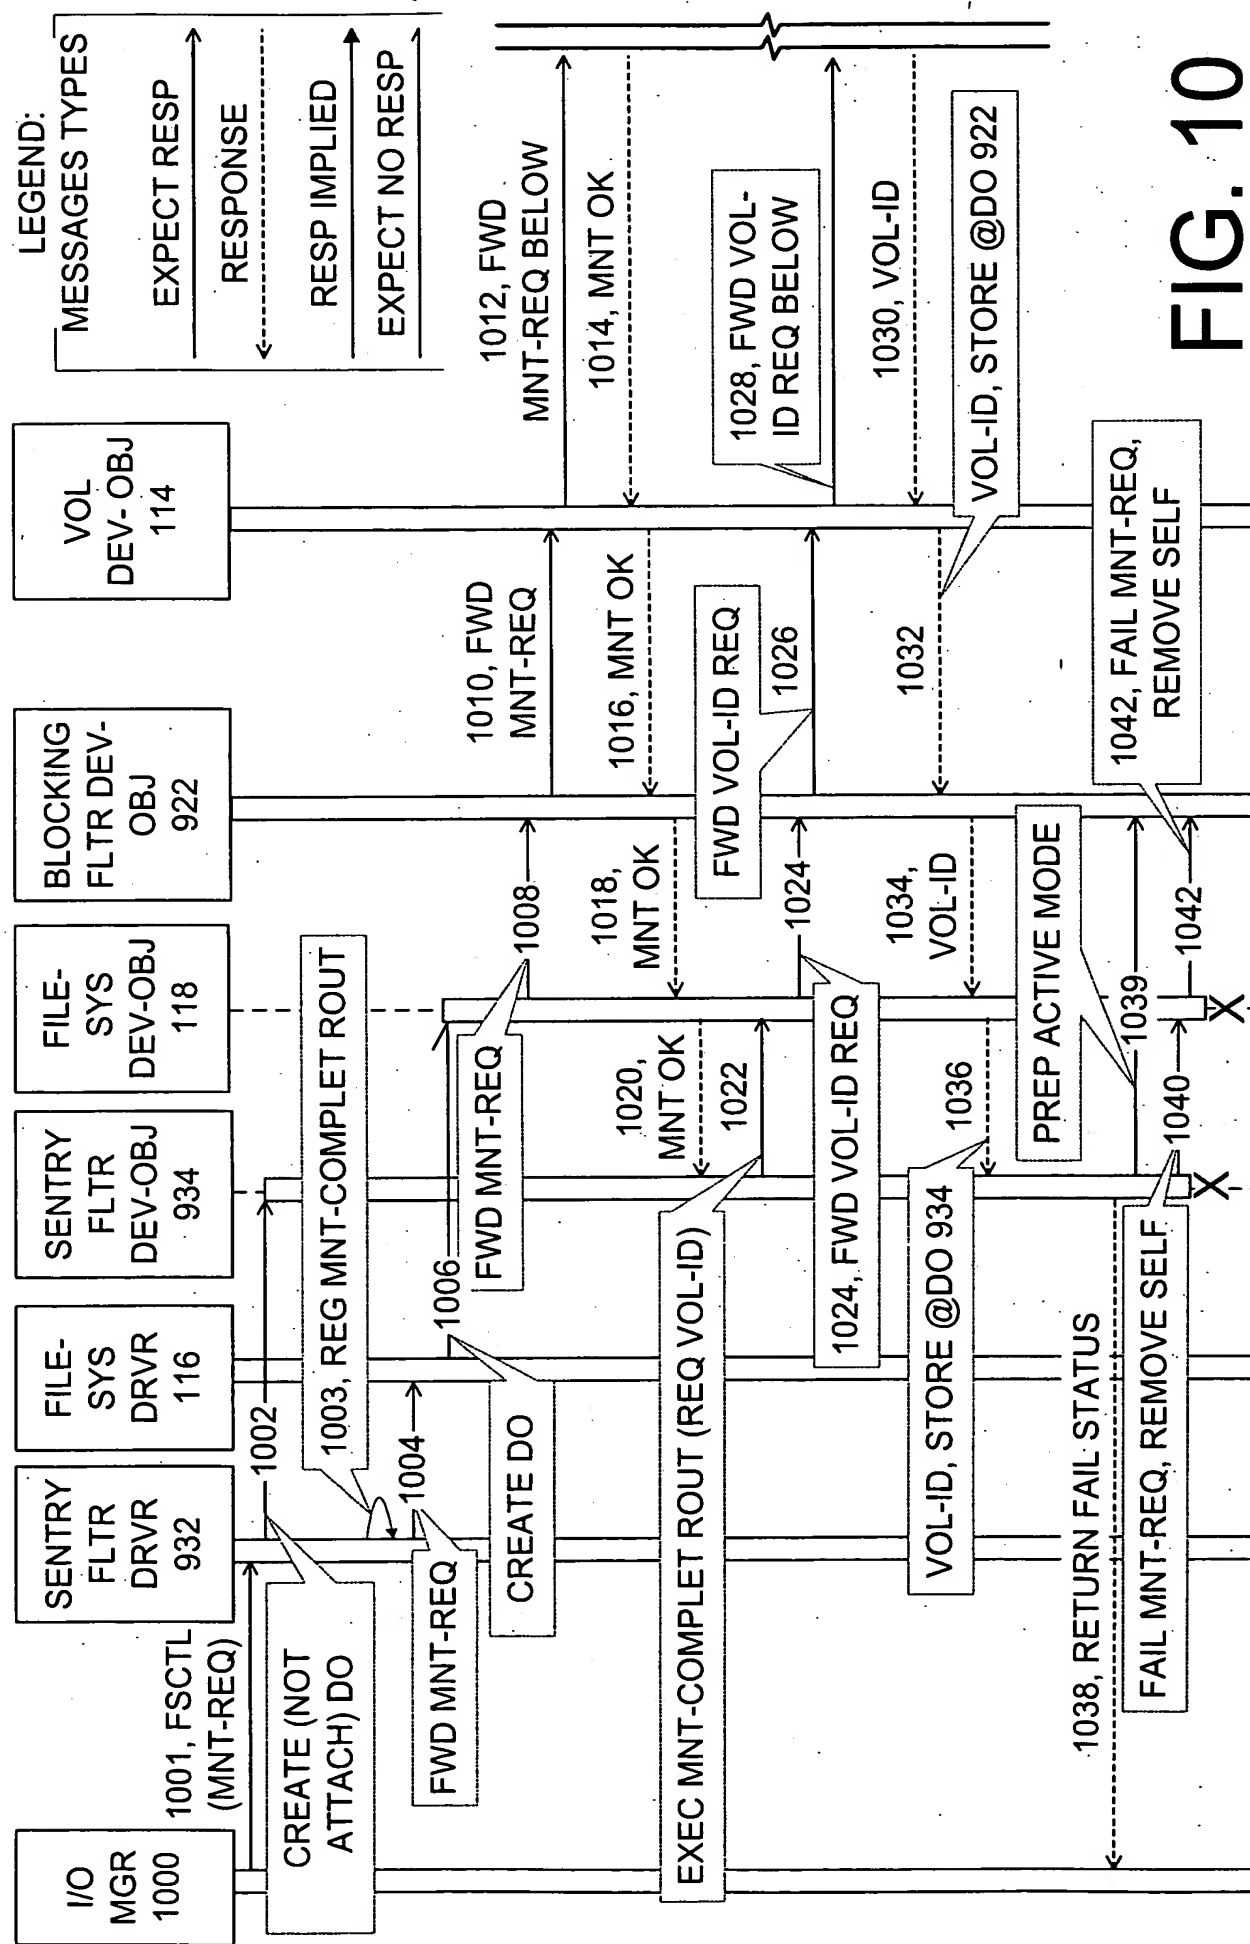 LEGEND:
MESSAGES TYPES
EXPECT RESP
RESPONSE
RESP IMPLIED
EXPECT NO RESP
I/O
MGR
1000
SENTRY
FLTR
DRVR
932
FILE-
SYS
DRVR
116
SENTRY
FLTR
DEV-OBJ
934
FILE-
SYS
DEV-OBJ
118
BLOCKING
FLTR DEV-
OBJ
922
VOL
DEV- OBJ
114
1001, FSCTL
(MNT-REQ)
1002
CREATE (NOT
ATTACH) DO
1003, REG MNT-COMPLET ROUT
1004
FWD MNT-REQ
1006
CREATE DO
FWD MNT-REQ
1008
1010, FWD
MNT-REQ
1012, FWD
MNT-REQ BELOW
1014, MNT OK
1016, MNT OK
1018,
MNT OK
1020,
MNT OK
1022
EXEC MNT-COMPLET ROUT (REQ VOL-ID)
1024
1024, FWD VOL-ID REQ
FWD VOL-ID REQ
1026
1028, FWD VOL-
ID REQ BELOW
1030, VOL-ID
VOL-ID, STORE @DO 922
1032
1034,
VOL-ID
1036
VOL-ID, STORE @DO 934
1038, RETURN FAIL STATUS
PREP ACTIVE MODE
1039
1040
FAIL MNT-REQ, REMOVE SELF
X
1042
1042, FAIL MNT-REQ,
REMOVE SELF
X
FIG. 10